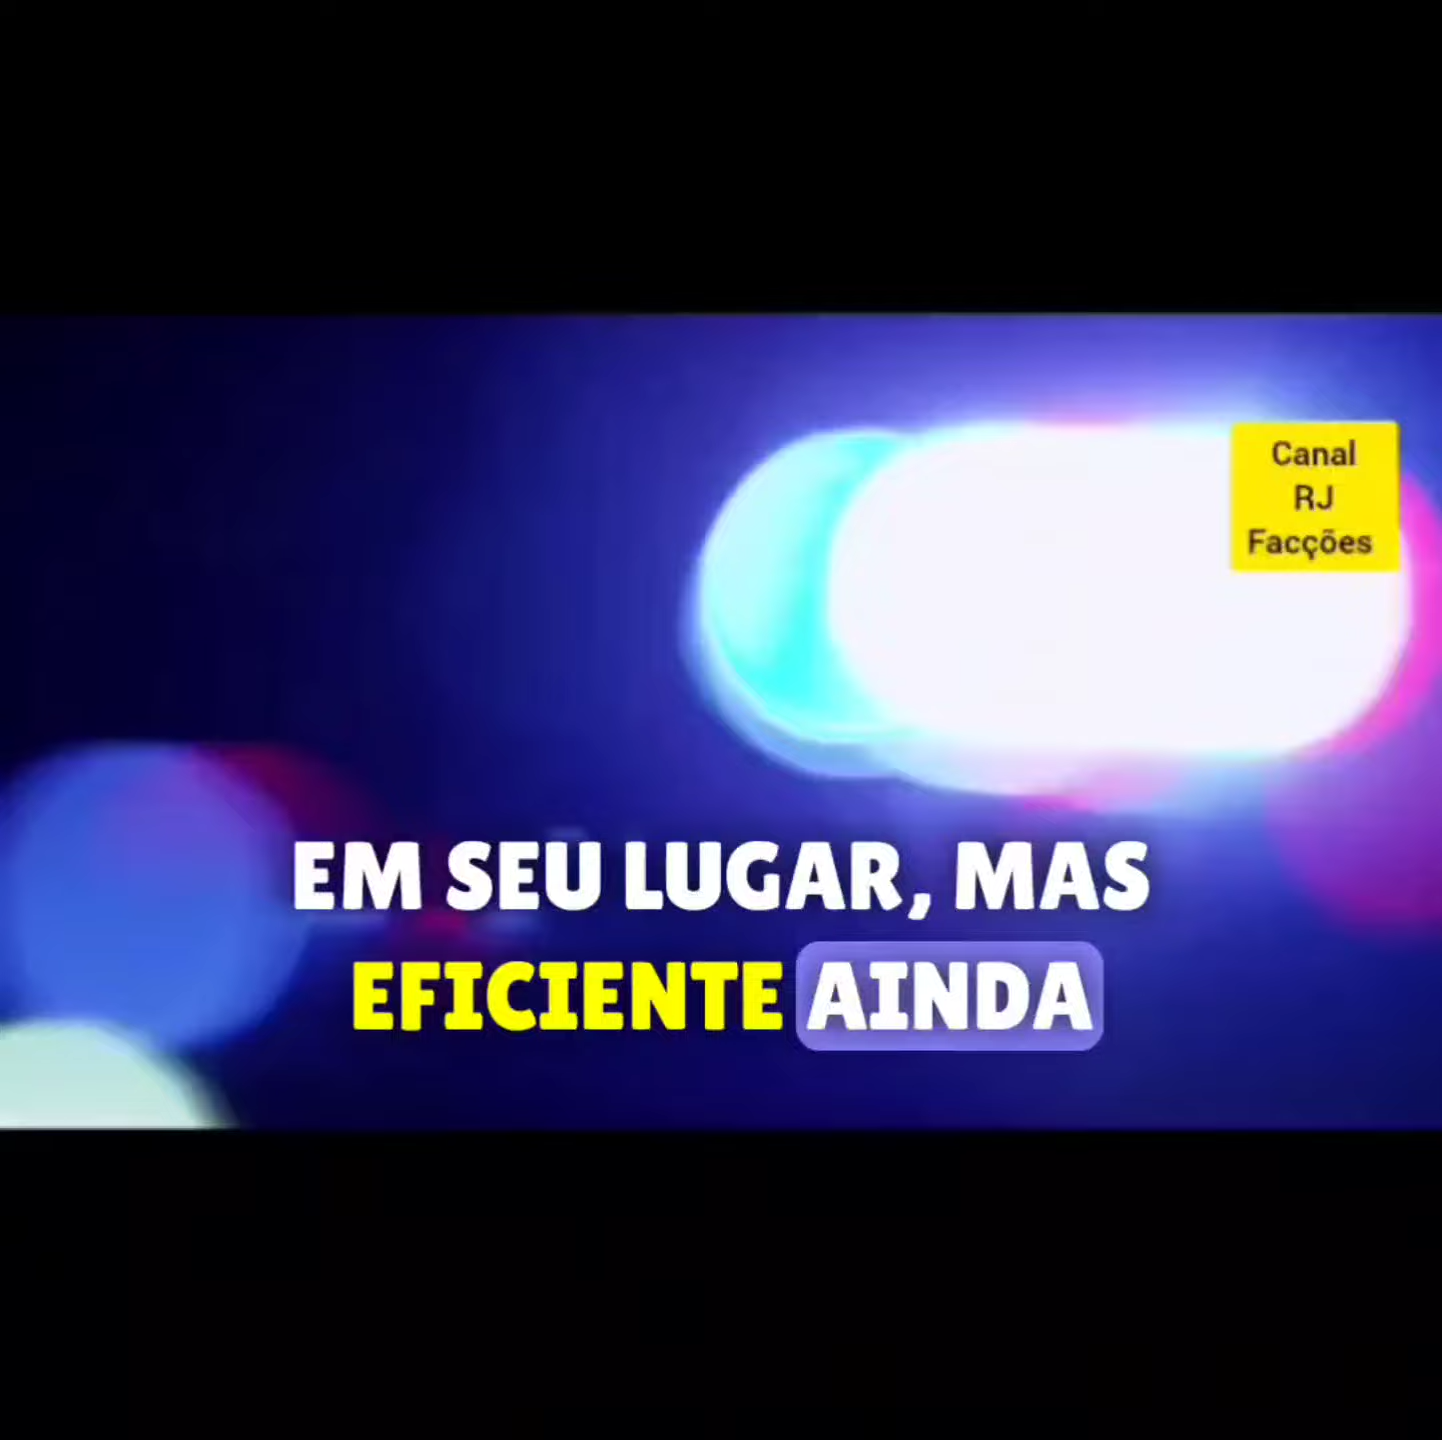 Canal
RJ
Facções
EM SEU LUGAR, MAS
EFICIENTE AINDA